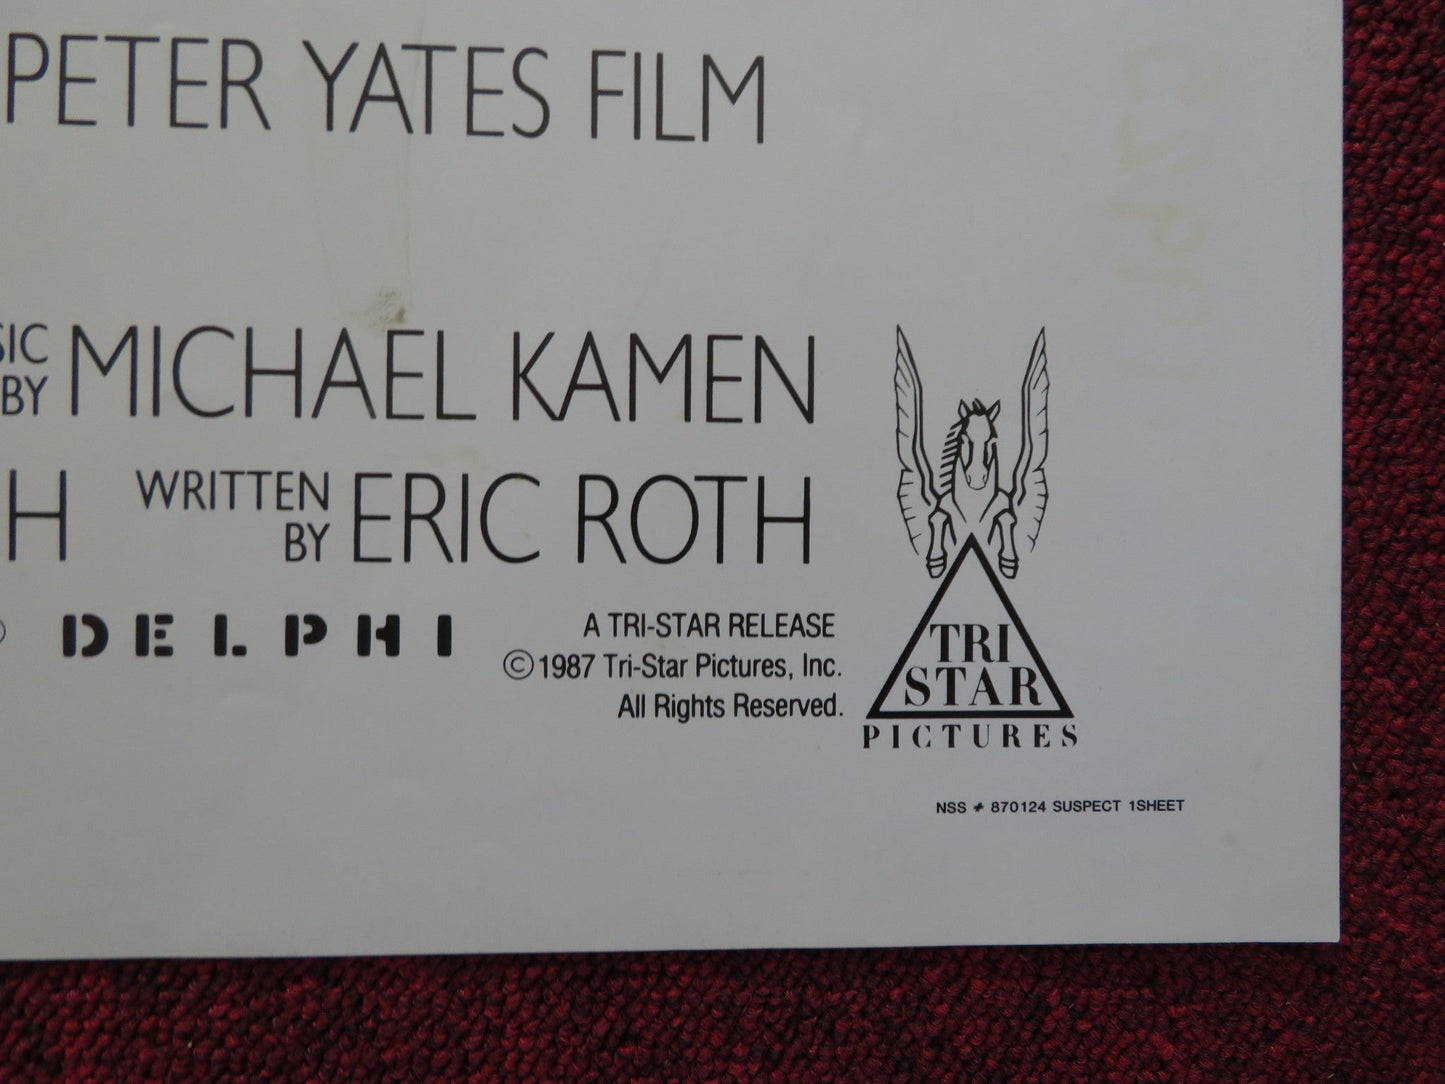 PETER YATES FILM
SIC
BY MICHAEL KAMEN
H WRITTEN
BY ERIC ROTH
DELPHI
A TRI-STAR RELEASE
© 1987 Tri-Star Pictures, Inc.
All Rights Reserved.
TRI
STAR
PICTURES
NSS # 870124 SUSPECT 1SHEET